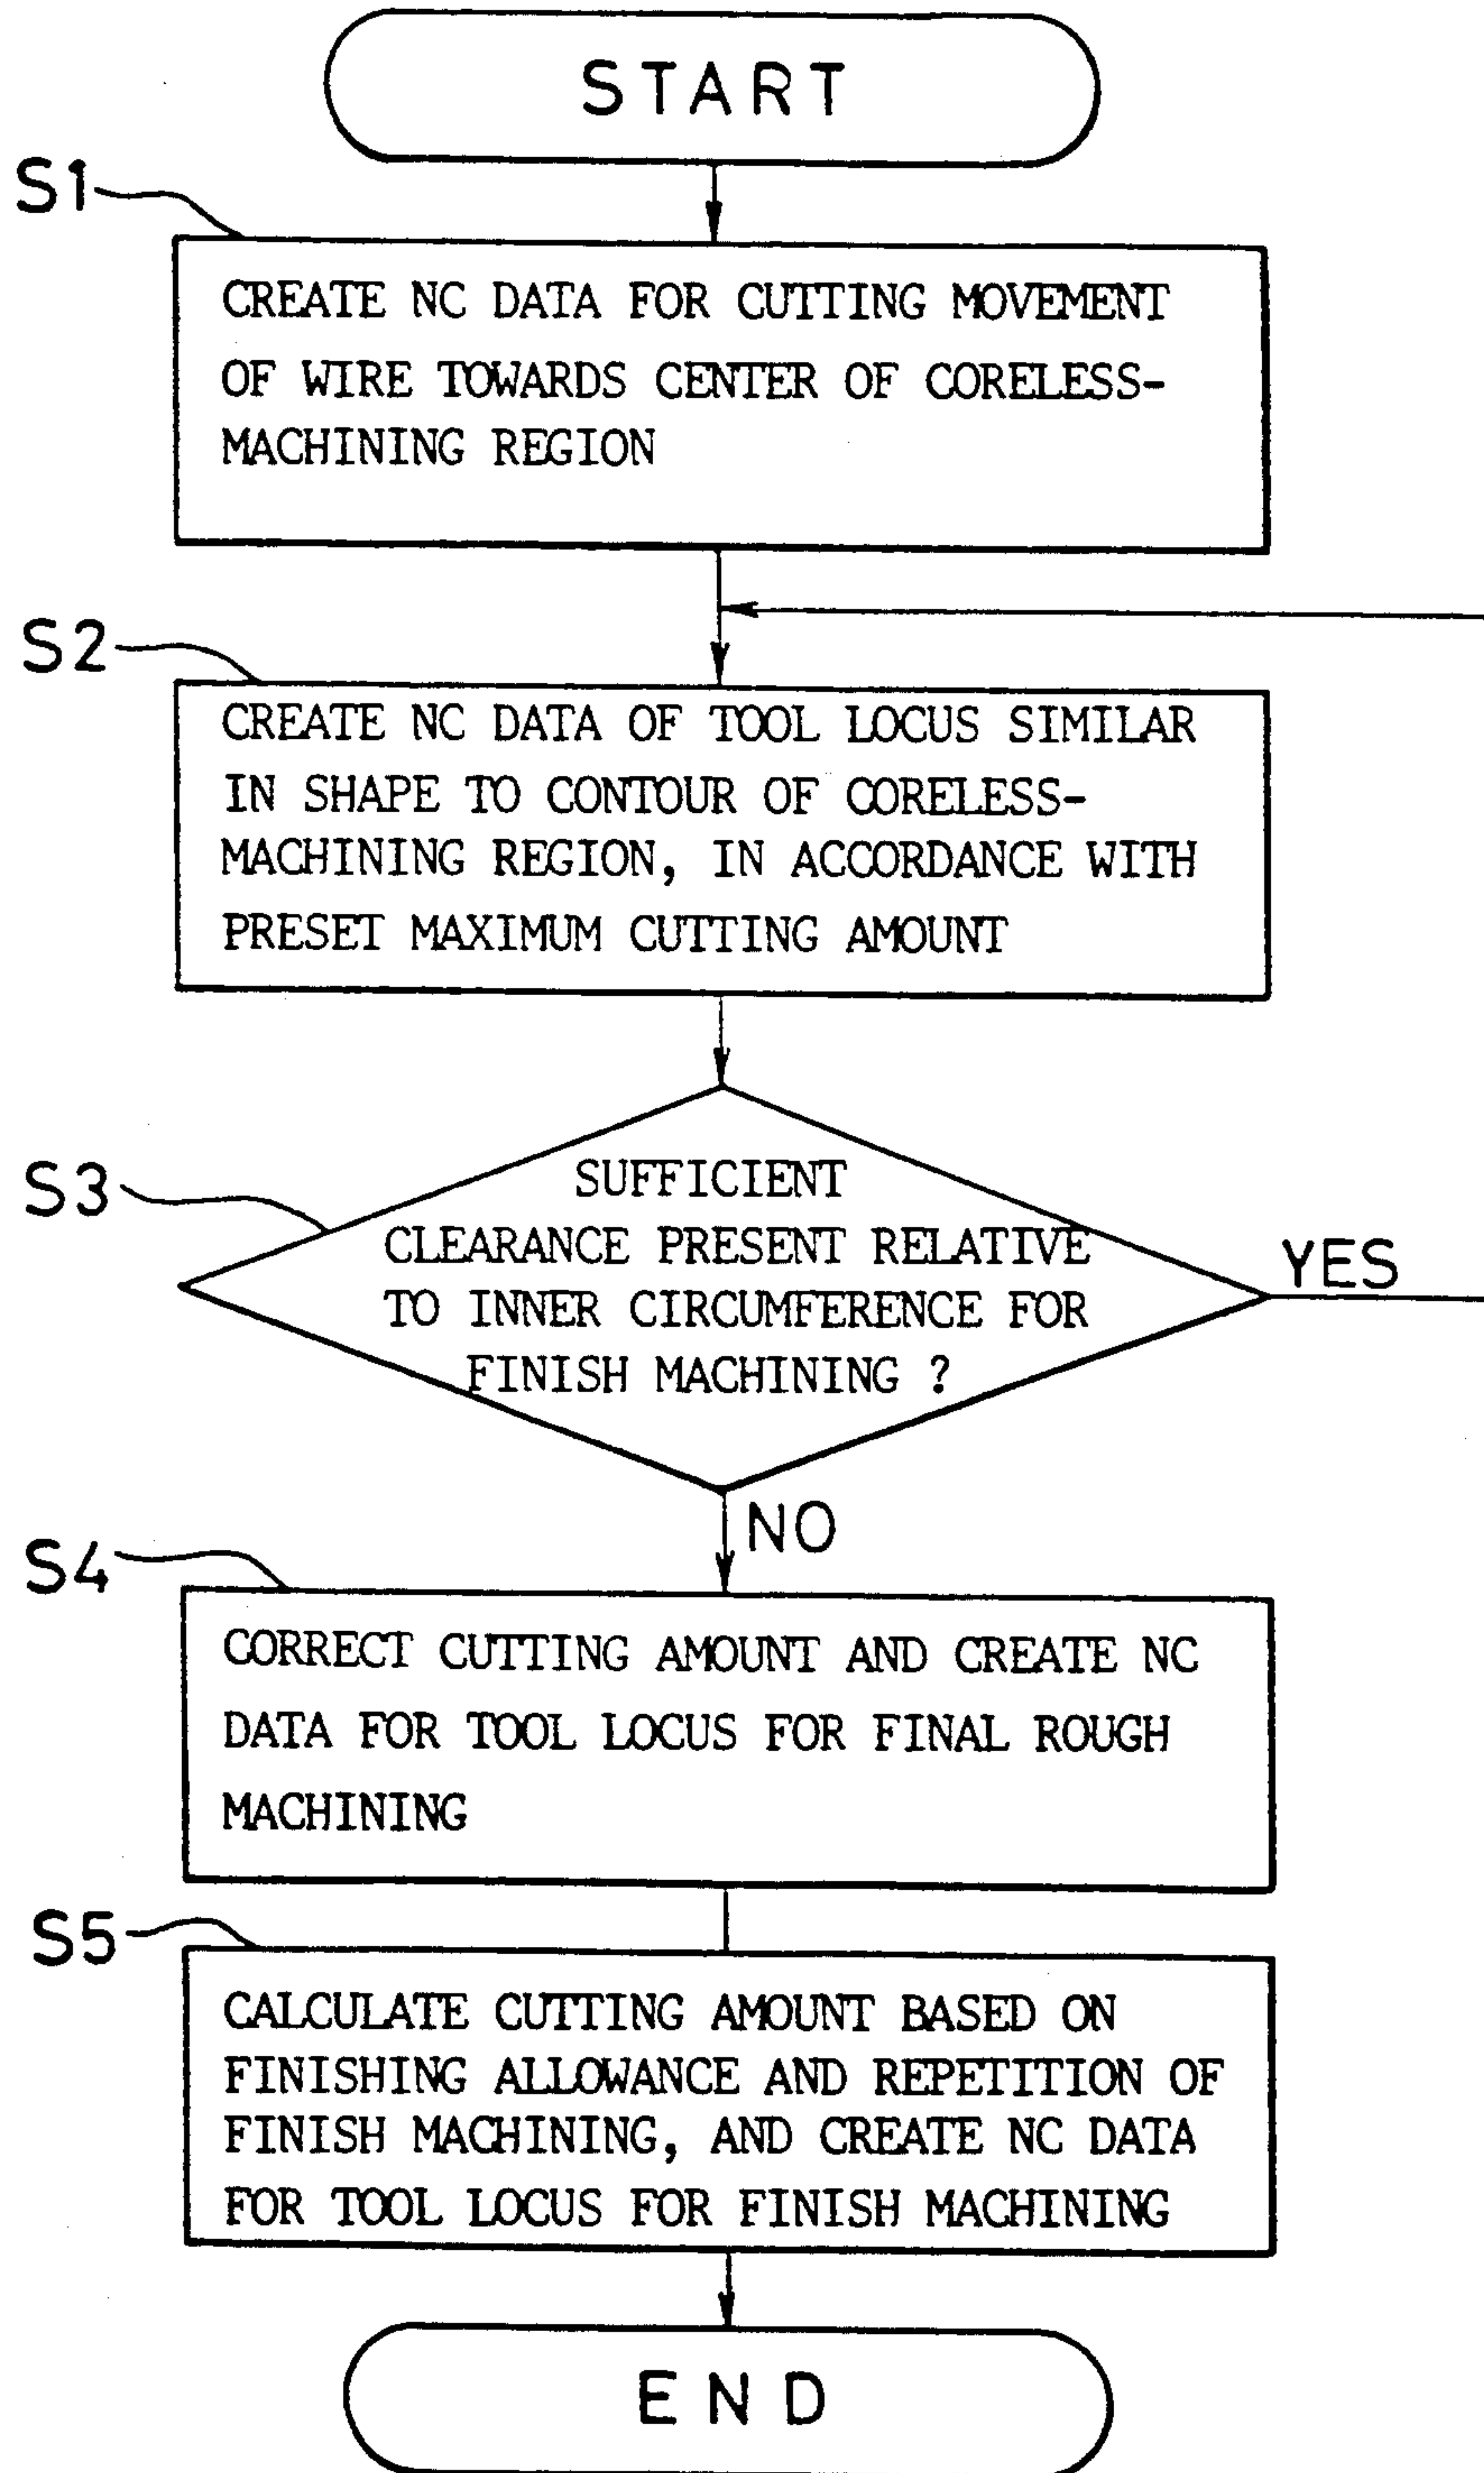 START
S1
CREATE NC DATA FOR CUTTING MOVEMENT
OF WIRE TOWARDS CENTER OF CORELESS-
MACHINING REGION
S2
CREATE NC DATA OF TOOL LOCUS SIMILAR
IN SHAPE TO CONTOUR OF CORELESS-
MACHINING REGION, IN ACCORDANCE WITH
PRESET MAXIMUM CUTTING AMOUNT
S3
SUFFICIENT
CLEARANCE PRESENT RELATIVE
TO INNER CIRCUMFERENCE FOR
FINISH MACHINING ?
YES
NO
S4
CORRECT CUTTING AMOUNT AND CREATE NC
DATA FOR TOOL LOCUS FOR FINAL ROUGH
MACHINING
S5
CALCULATE CUTTING AMOUNT BASED ON
FINISHING ALLOWANCE AND REPETITION OF
FINISH MACHINING, AND CREATE NC DATA
FOR TOOL LOCUS FOR FINISH MACHINING
END